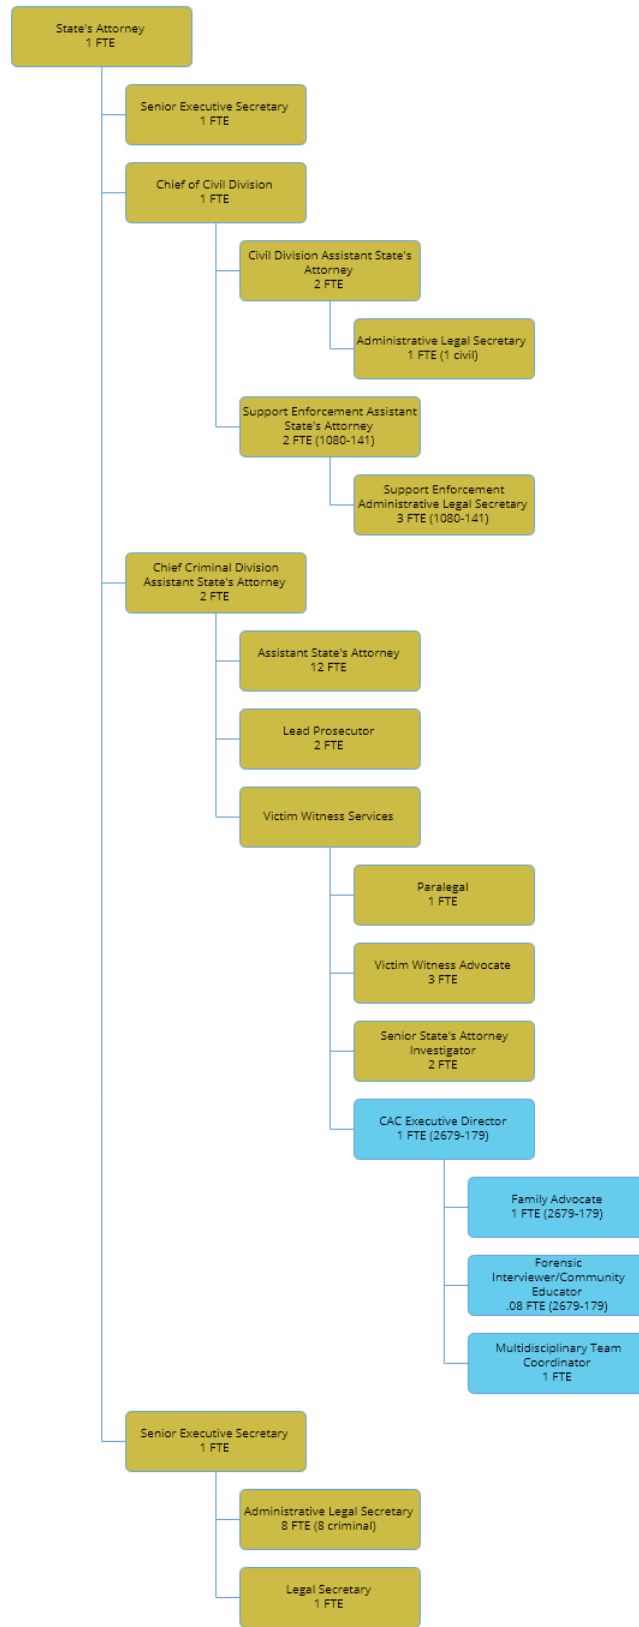 State's Attorney
1 FTE
Senior Executive Secretary
1 FTE
Chief of Civil Division
1 FTE
Civil Division Assistant State's
Attorney
2 FTE
Administrative Legal Secretary
1 FTE (1 civil)
Support Enforcement Assistant
State's Attorney
2 FTE (1080-141)
Support Enforcement
Administrative Legal Secretary
3 FTE (1080-141)
Chief Criminal Division
Assistant State's Attorney
2 FTE
Assistant State's Attorney
12 FTE
Lead Prosecutor
2 FTE
Victim Witness Services
Paralegal
1 FTE
Victim Witness Advocate
3 FTE
Senior State's Attorney
Investigator
2 FTE
CAC Executive Director
1 FTE (2679-179)
Family Advocate
1 FTE (2679-179)
Forensic
Interviewer/Community
Educator
.08 FTE (2679-179)
Multidisciplinary Team
Coordinator
1 FTE
Senior Executive Secretary
1 FTE
Administrative Legal Secretary
8 FTE (8 criminal)
Legal Secretary
1 FTE